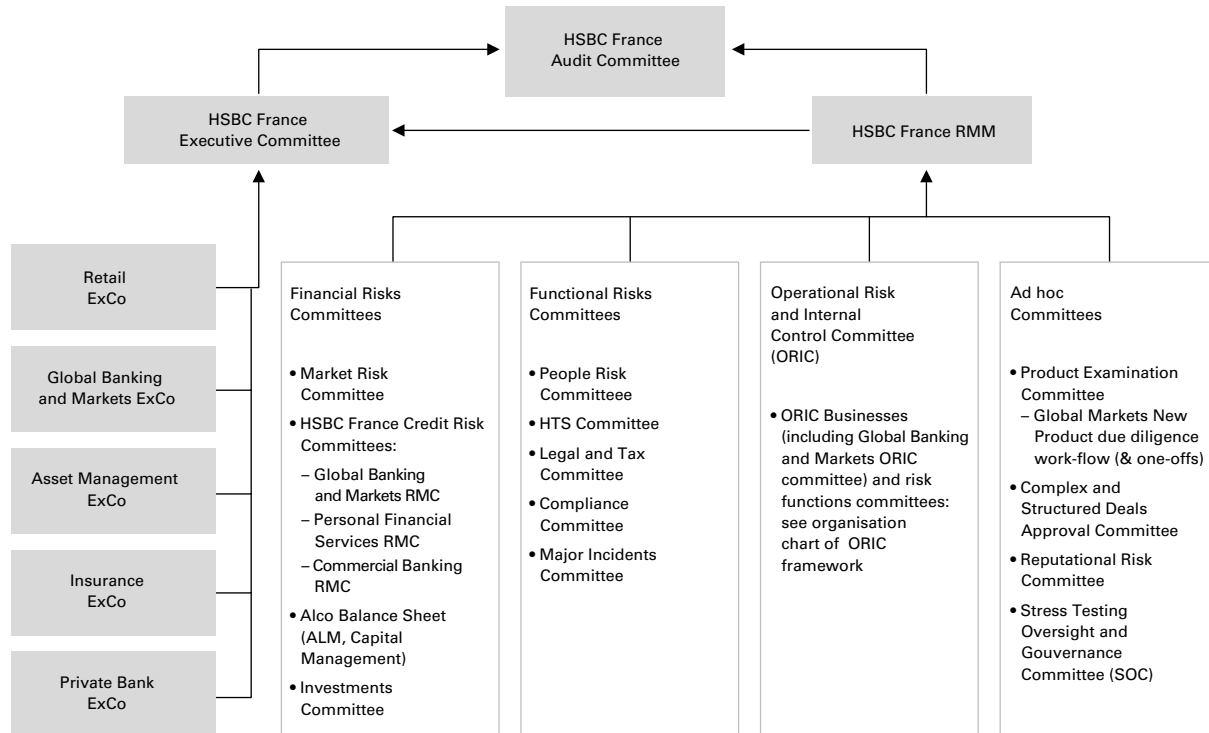 HSBC France
Audit Committee
HSBC France
Executive Committee
HSBC France RMM
Retail
ExCo
Global Banking
and Markets ExCo
Asset Management
ExCo
Insurance
ExCo
Private Bank
ExCo
Financial Risks
Committees
• Market Risk
Committee
• HSBC France Credit Risk
Committees:
– Global Banking
and Markets RMC
– Personal Financial
Services RMC
– Commercial Banking
RMC
• Alco Balance Sheet
(ALM, Capital
Management)
• Investments
Committee
Functional Risks
Committees
• People Risk
Committeee
• HTS Committee
• Legal and Tax
Committee
• Compliance
Committee
• Major Incidents
Committee
Operational Risk
and Internal
Control Committee
(ORIC)
• ORIC Businesses
(including Global Banking
and Markets ORIC
committee) and risk
functions committees:
see organisation
chart of ORIC
framework
Ad hoc
Committees
• Product Examination
Committee
– Global Markets New
Product due diligence
work-flow (& one-offs)
• Complex and
Structured Deals
Approval Committee
• Reputational Risk
Committee
• Stress Testing
Oversight and
Gouvernance
Committee (SOC)